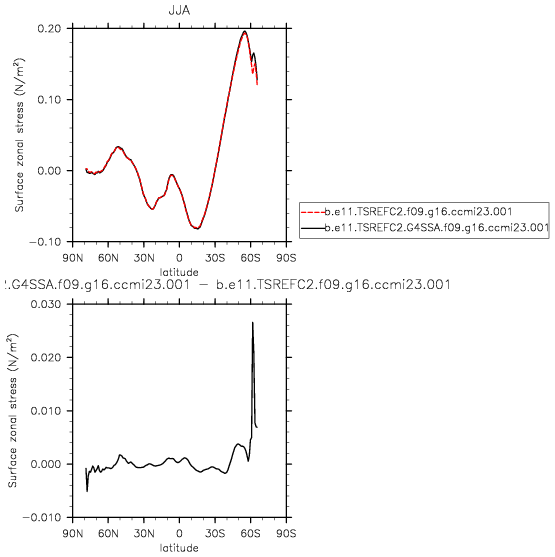 JJA
0.20
0.10
0.00
−0.10
Surface zonal stress (N/m²)
90N 60N 30N 0 30S 60S 90S
latitude
b.e11.TSREFC2.f09.g16.ccmi23.001
b.e11.TSREFC2.G4SSA.f09.g16.ccmi23.001
.G4SSA.f09.g16.ccmi23.001 − b.e11.TSREFC2.f09.g16.ccmi23.001
0.030
0.020
0.010
0.000
−0.010
Surface zonal stress (N/m²)
90N 60N 30N 0 30S 60S 90S
latitude